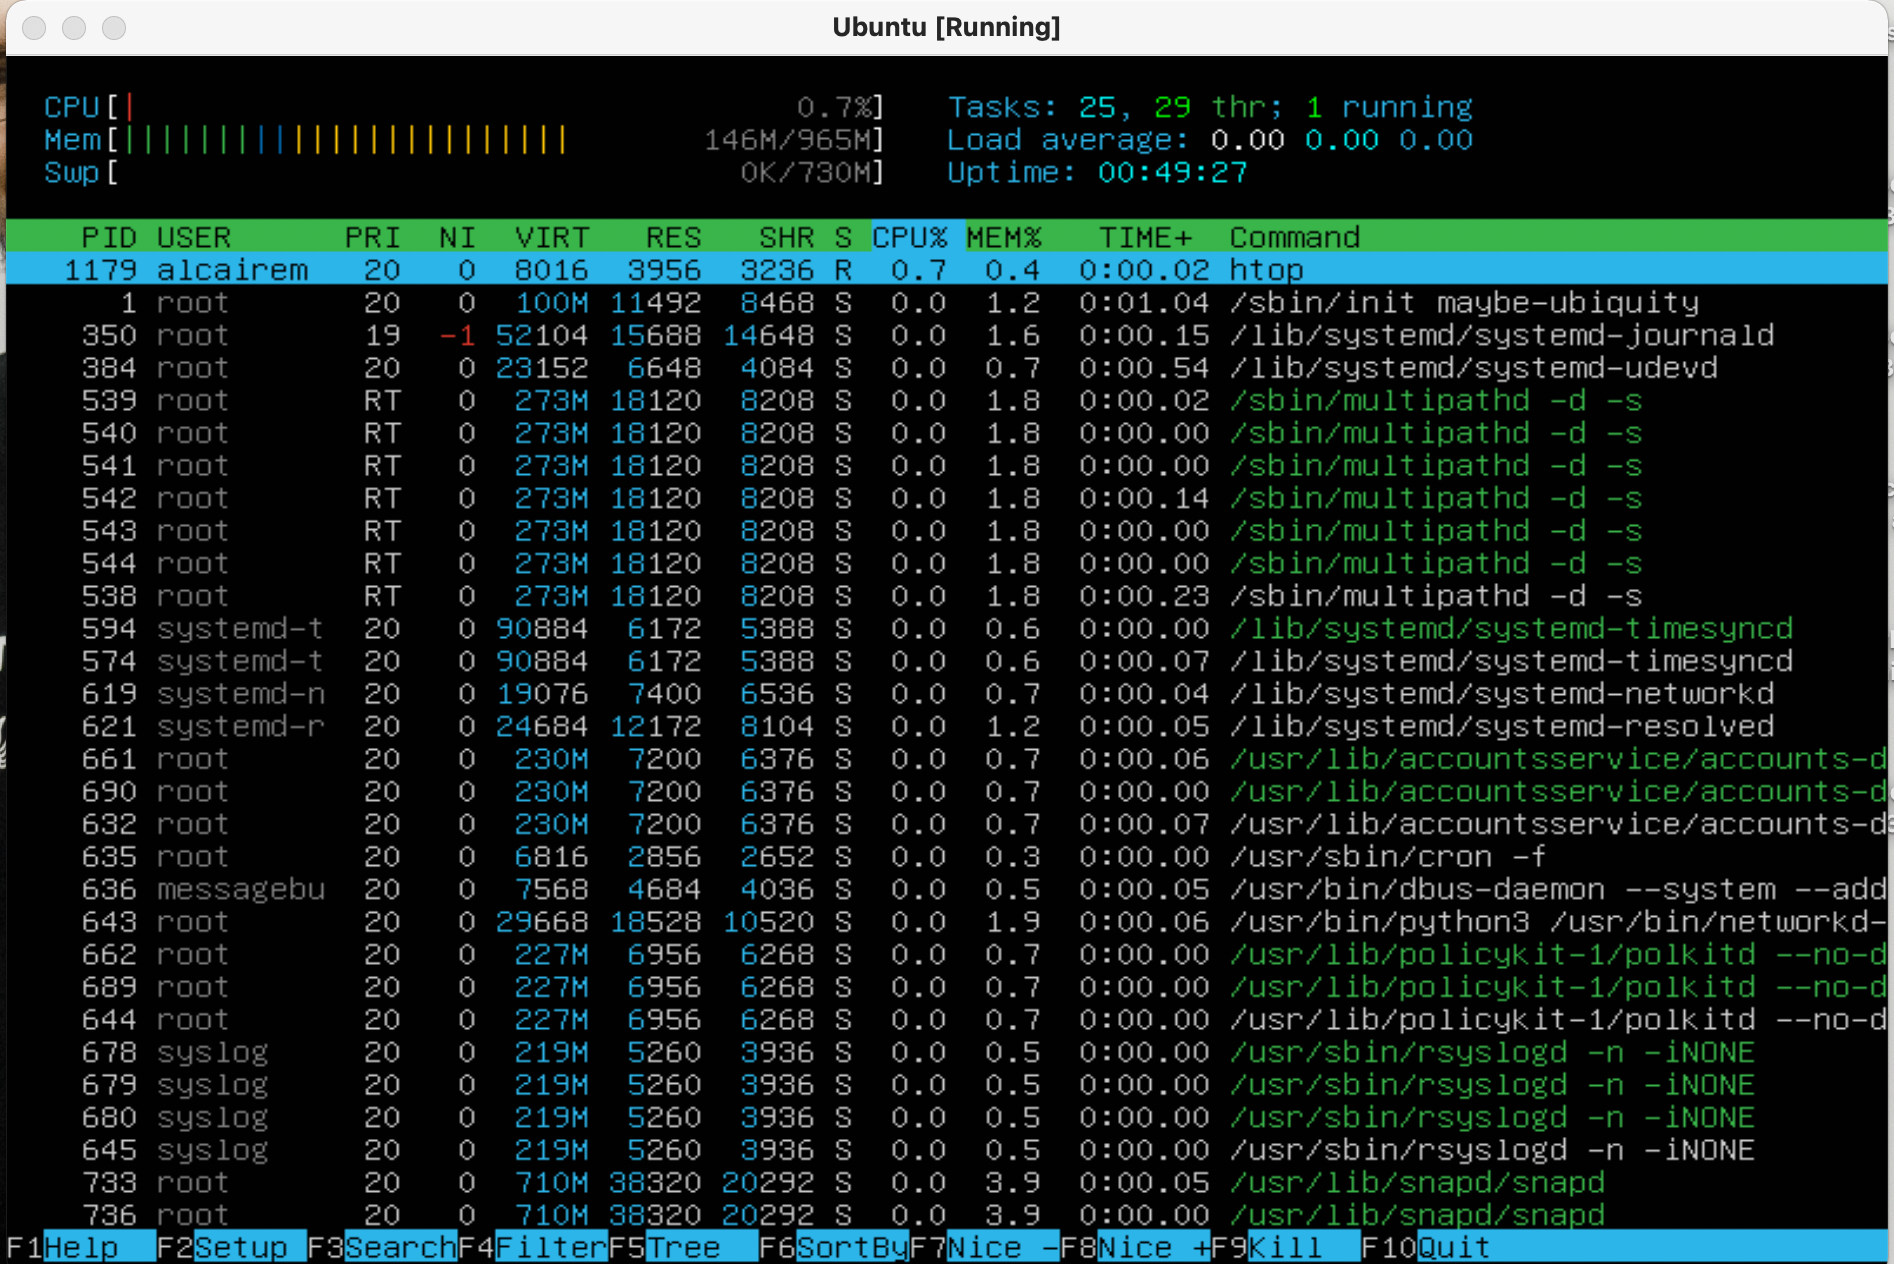 Ubuntu [Running]
CPU[| 0.7%] Tasks: 25, 29 thr; 1 running
Mem[|||||||||||||||||||||||| 146M/965M] Load average: 0.00 0.00 0.00
Swp[ 0K/730M] Uptime: 00:49:27
PID USER PRI NI VIRT RES SHR S CPU% MEM% TIME+ Command
1179 alcairem 20 0 8016 3956 3236 R 0.7 0.4 0:00.02 htop
1 root 20 0 100M 11492 8468 S 0.0 1.2 0:01.04 /sbin/init maybe-ubiquity
350 root 19 -1 52104 15688 14648 S 0.0 1.6 0:00.15 /lib/systemd/systemd-journald
384 root 20 0 23152 6648 4084 S 0.0 0.7 0:00.54 /lib/systemd/systemd-udevd
539 root RT 0 273M 18120 8208 S 0.0 1.8 0:00.02 /sbin/multipathd -d -s
540 root RT 0 273M 18120 8208 S 0.0 1.8 0:00.00 /sbin/multipathd -d -s
541 root RT 0 273M 18120 8208 S 0.0 1.8 0:00.00 /sbin/multipathd -d -s
542 root RT 0 273M 18120 8208 S 0.0 1.8 0:00.14 /sbin/multipathd -d -s
543 root RT 0 273M 18120 8208 S 0.0 1.8 0:00.00 /sbin/multipathd -d -s
544 root RT 0 273M 18120 8208 S 0.0 1.8 0:00.00 /sbin/multipathd -d -s
538 root RT 0 273M 18120 8208 S 0.0 1.8 0:00.23 /sbin/multipathd -d -s
594 systemd-t 20 0 90884 6172 5388 S 0.0 0.6 0:00.00 /lib/systemd/systemd-timesyncd
574 systemd-t 20 0 90884 6172 5388 S 0.0 0.6 0:00.07 /lib/systemd/systemd-timesyncd
619 systemd-n 20 0 19076 7400 6536 S 0.0 0.7 0:00.04 /lib/systemd/systemd-networkd
621 systemd-r 20 0 24684 12172 8104 S 0.0 1.2 0:00.05 /lib/systemd/systemd-resolved
661 root 20 0 230M 7200 6376 S 0.0 0.7 0:00.06 /usr/lib/accountsservice/accounts-d
690 root 20 0 230M 7200 6376 S 0.0 0.7 0:00.00 /usr/lib/accountsservice/accounts-d
632 root 20 0 230M 7200 6376 S 0.0 0.7 0:00.07 /usr/lib/accountsservice/accounts-d
635 root 20 0 6816 2856 2652 S 0.0 0.3 0:00.00 /usr/sbin/cron -f
636 messagebu 20 0 7568 4684 4036 S 0.0 0.5 0:00.05 /usr/bin/dbus-daemon --system --add
643 root 20 0 29668 18528 10520 S 0.0 1.9 0:00.06 /usr/bin/python3 /usr/bin/networkd-
662 root 20 0 227M 6956 6268 S 0.0 0.7 0:00.00 /usr/lib/policykit-1/polkitd --no-d
689 root 20 0 227M 6956 6268 S 0.0 0.7 0:00.00 /usr/lib/policykit-1/polkitd --no-d
644 root 20 0 227M 6956 6268 S 0.0 0.7 0:00.00 /usr/lib/policykit-1/polkitd --no-d
678 syslog 20 0 219M 5260 3936 S 0.0 0.5 0:00.00 /usr/sbin/rsyslogd -n -iNONE
679 syslog 20 0 219M 5260 3936 S 0.0 0.5 0:00.00 /usr/sbin/rsyslogd -n -iNONE
680 syslog 20 0 219M 5260 3936 S 0.0 0.5 0:00.00 /usr/sbin/rsyslogd -n -iNONE
645 syslog 20 0 219M 5260 3936 S 0.0 0.5 0:00.00 /usr/sbin/rsyslogd -n -iNONE
733 root 20 0 710M 38320 20292 S 0.0 3.9 0:00.05 /usr/lib/snapd/snapd
736 root 20 0 710M 38320 20292 S 0.0 3.9 0:00.00 /usr/lib/snapd/snapd
F1Help F2Setup F3SearchF4FilterF5Tree F6SortByF7Nice -F8Nice +F9Kill F10Quit